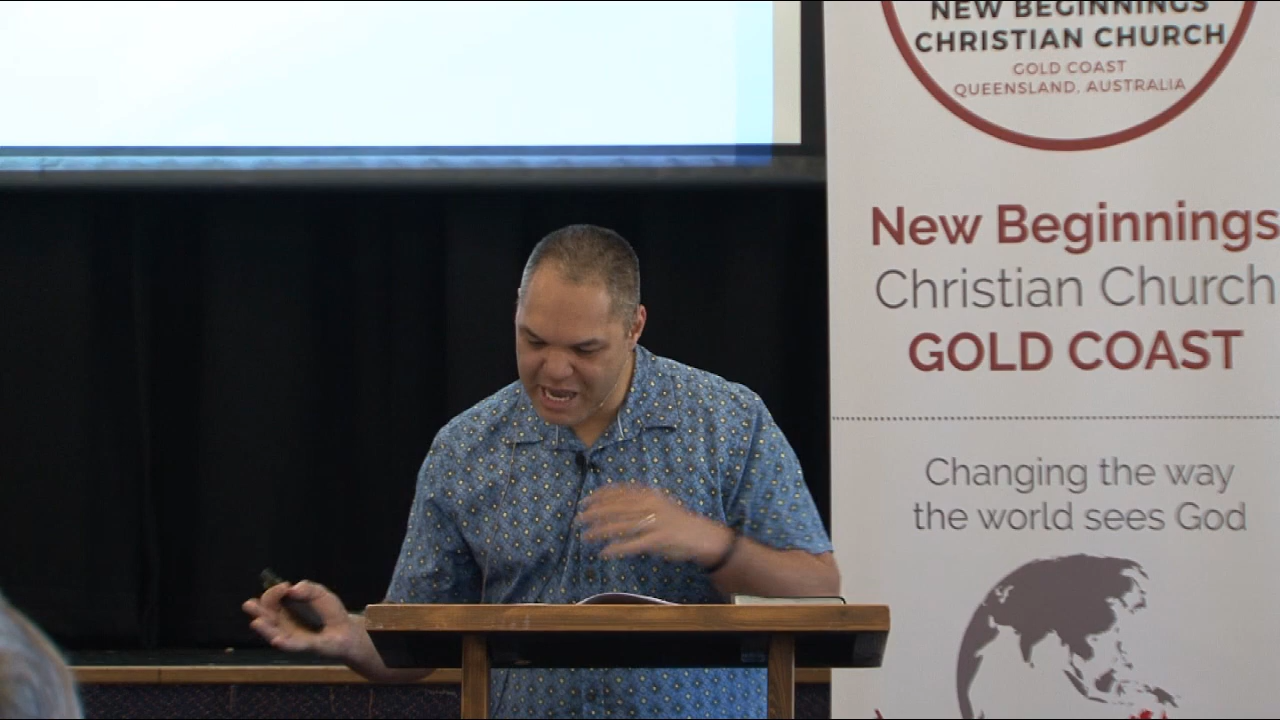 NEW BEGINNINGS
CHRISTIAN CHURCH
GOLD COAST
QUEENSLAND, AUSTRALIA
New Beginnings
Christian Church
GOLD COAST
Changing the way
the world sees God